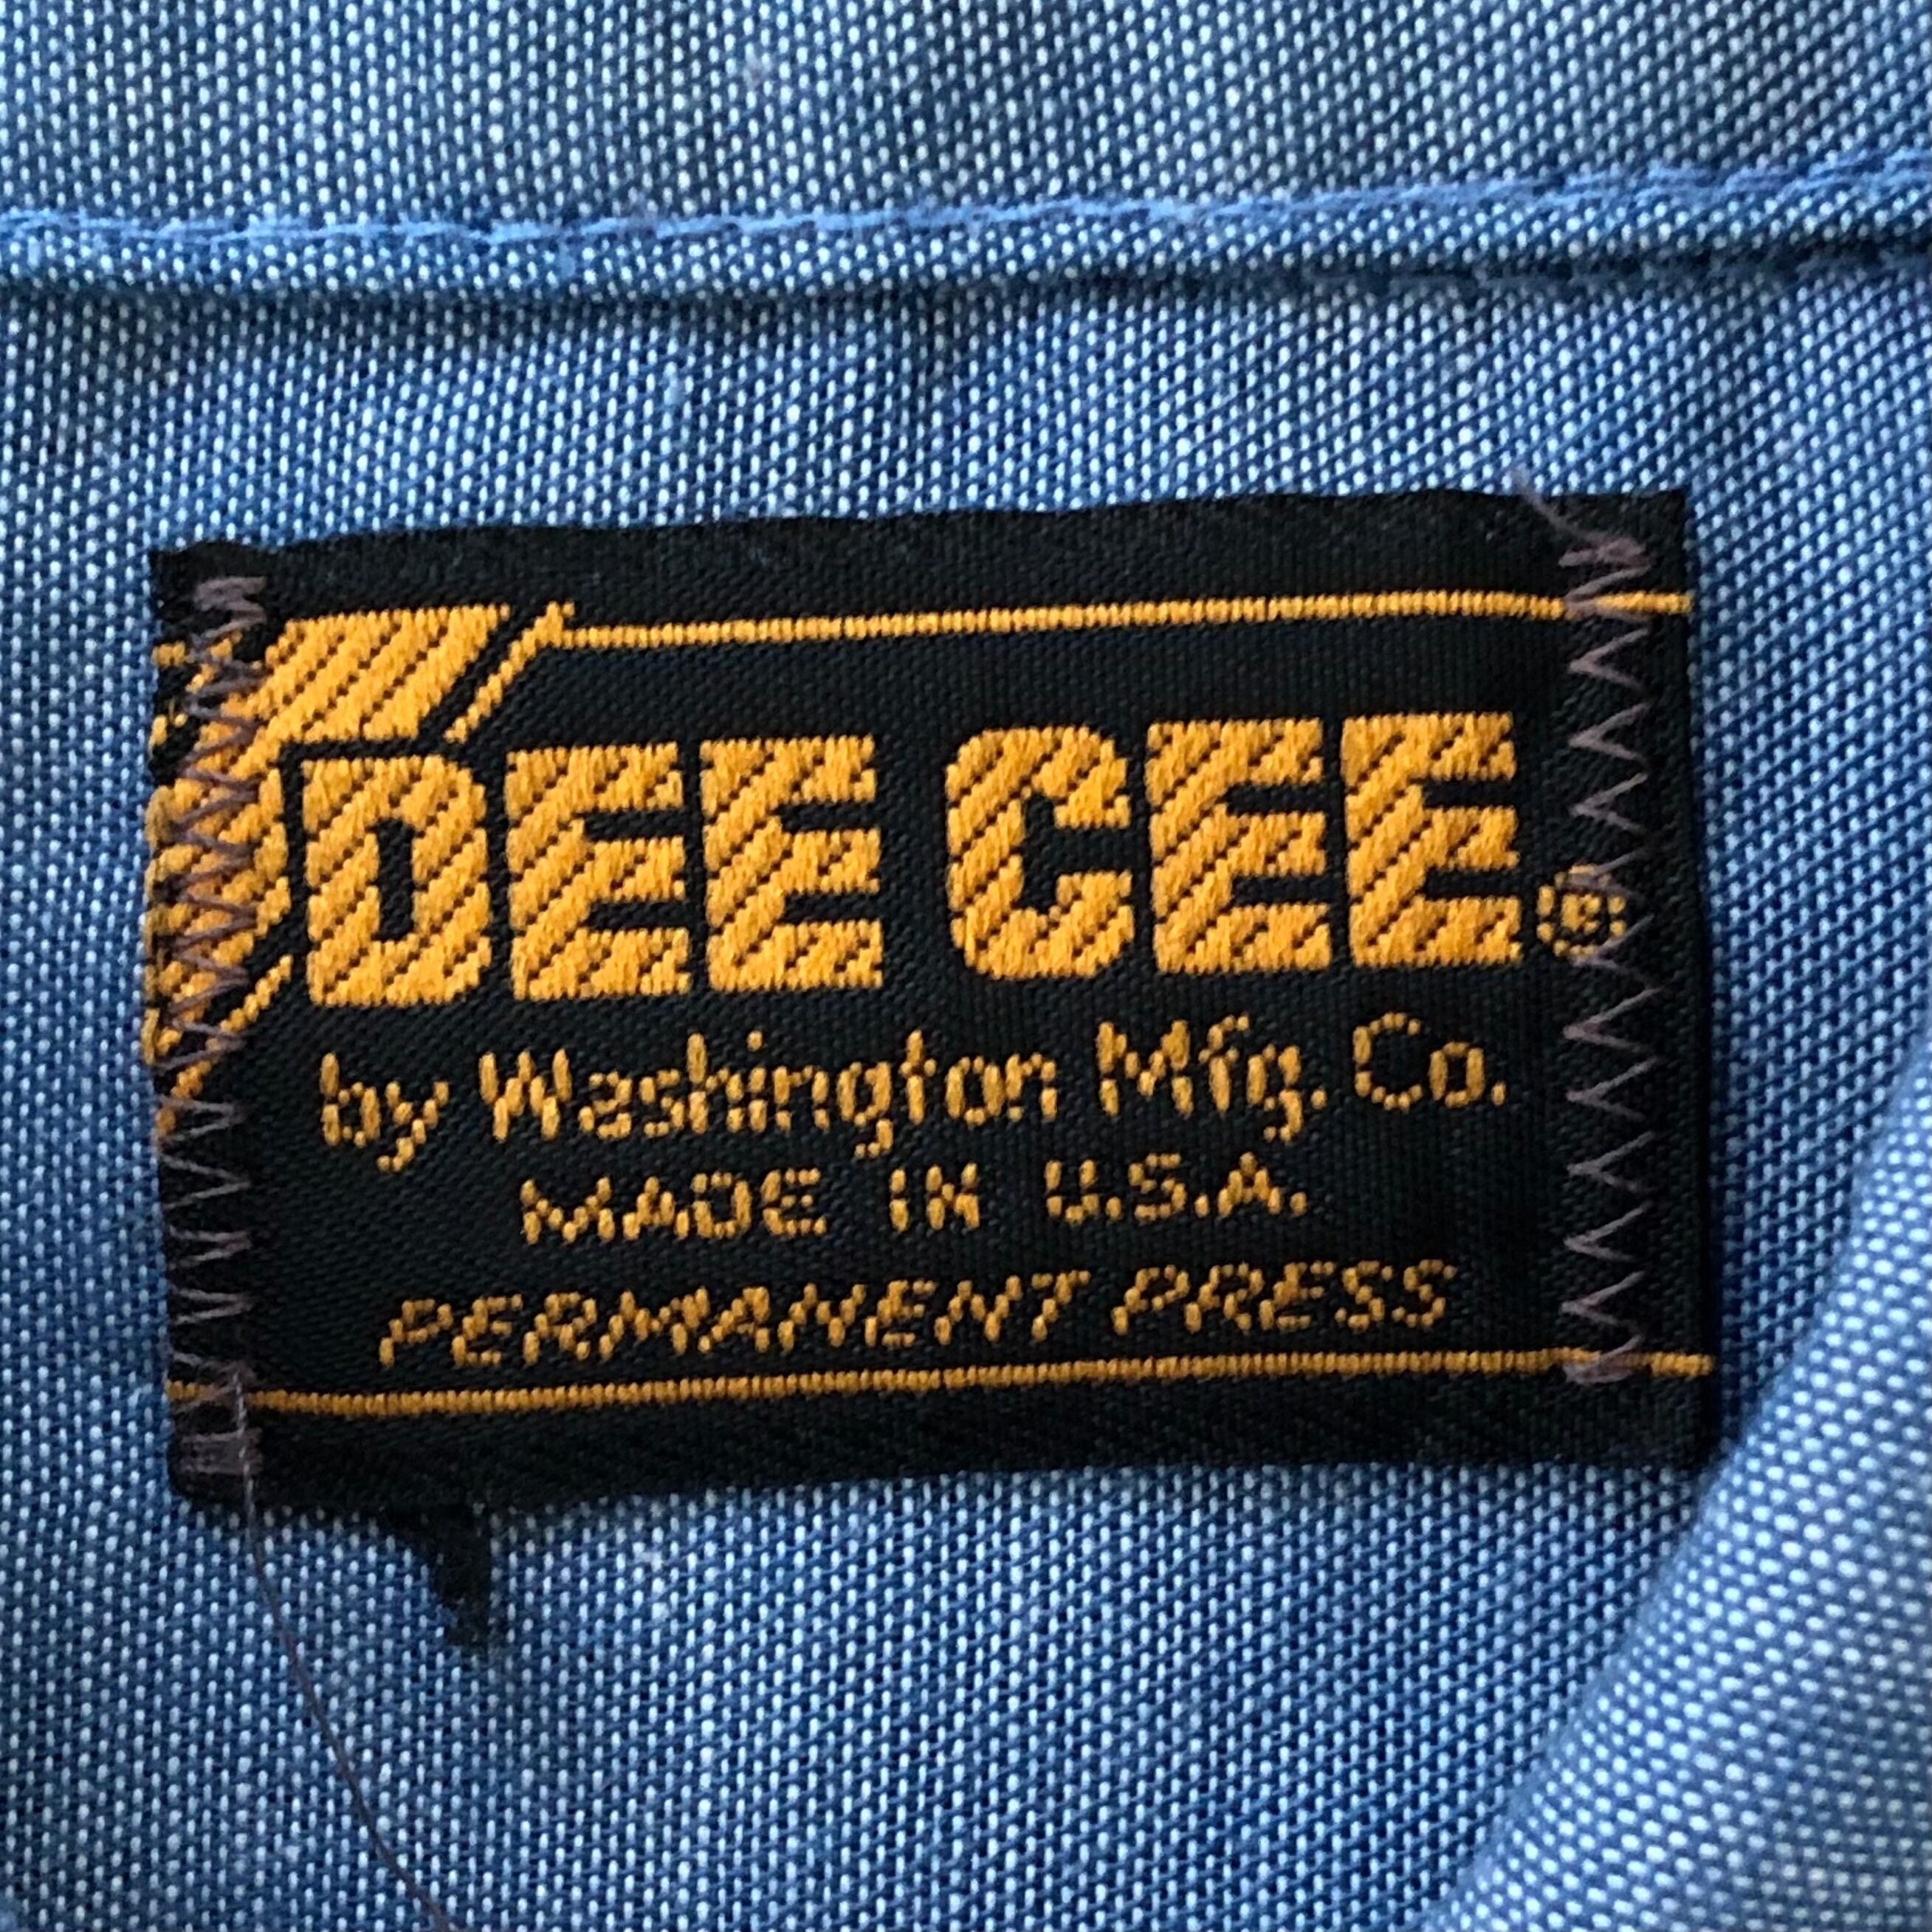 DEE CEE®
by Washington Mfg. Co.
MADE IN U.S.A.
PERMANENT PRESS